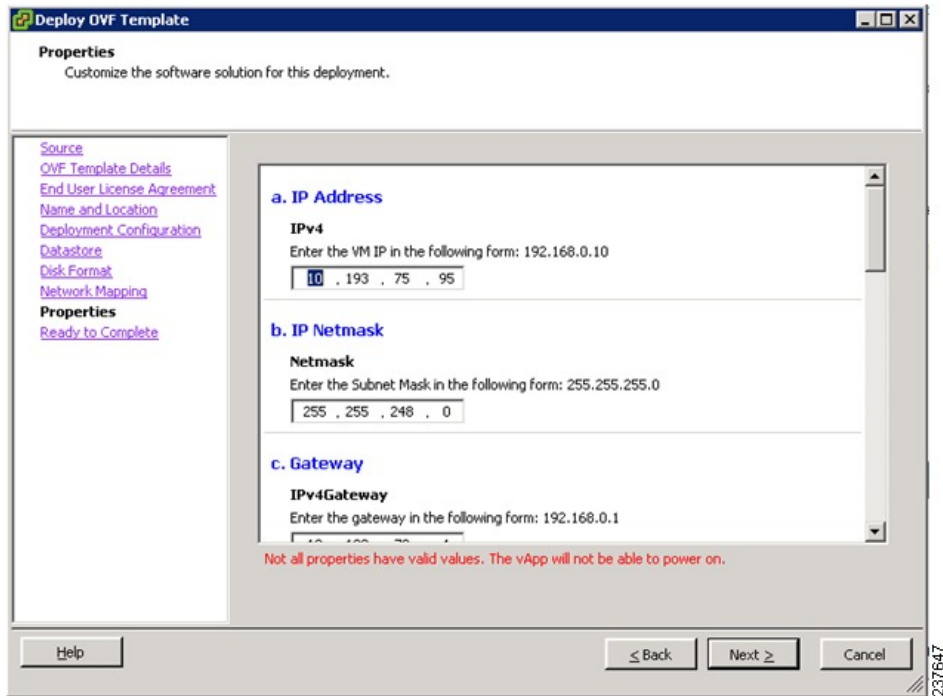 Deploy OVF Template
Properties
Customize the software solution for this deployment.
Source
OVF Template Details
End User License Agreement
Name and Location
Deployment Configuration
Datastore
Disk Format
Network Mapping
Properties
Ready to Complete
a. IP Address
IPv4
Enter the VM IP in the following form: 192.168.0.10
10 . 193 . 75 . 95
b. IP Netmask
Netmask
Enter the Subnet Mask in the following form: 255.255.255.0
255 . 255 . 248 . 0
c. Gateway
IPv4Gateway
Enter the gateway in the following form: 192.168.0.1
Not all properties have valid values. The vApp will not be able to power on.
Help
≤ Back
Next ≥
Cancel
237647